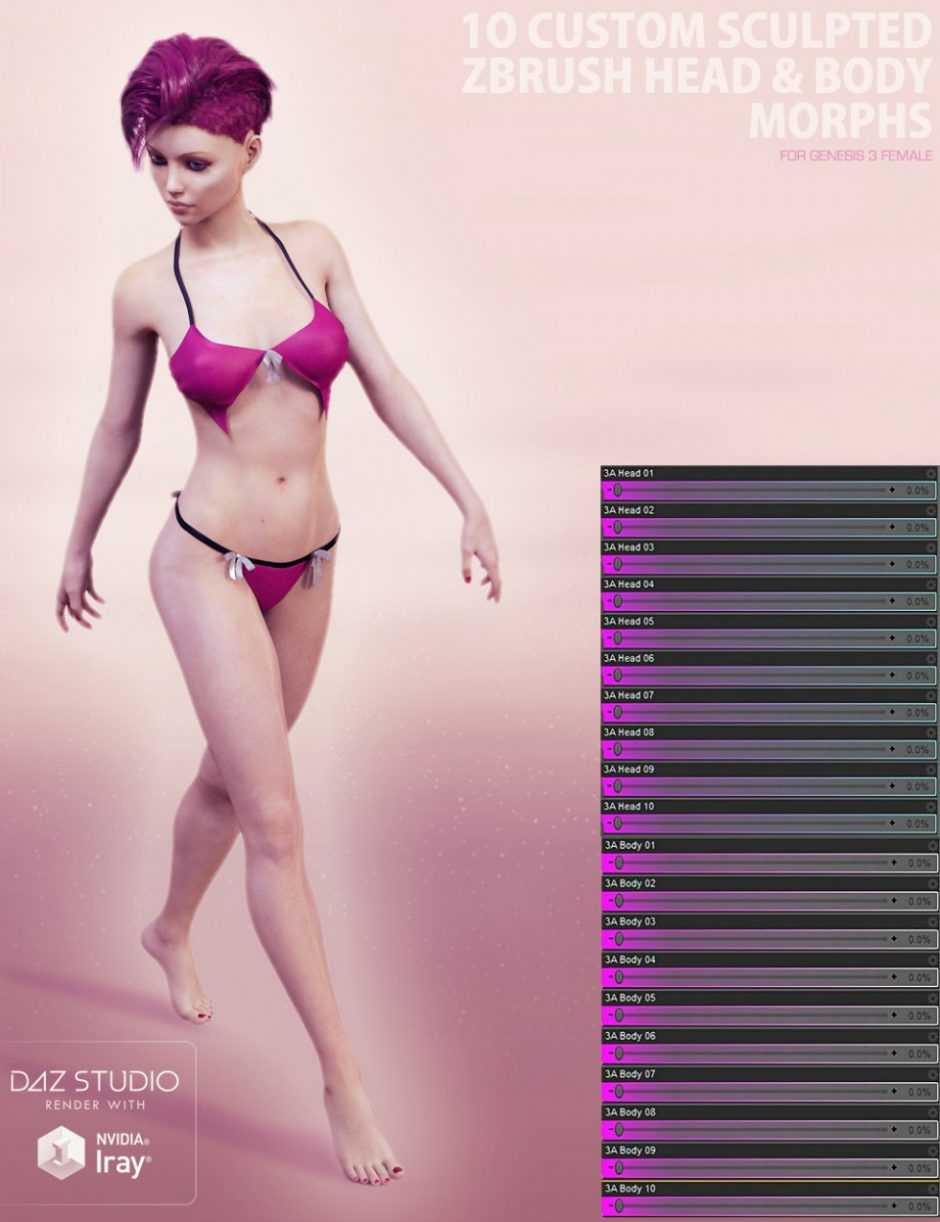 10 CUSTOM SCULPTED
ZBRUSH HEAD & BODY
MORPHS
FOR GENESIS 3 FEMALE
3A Head 01
0.0%
3A Head 02
0.0%
3A Head 03
0.0%
3A Head 04
0.0%
3A Head 05
0.0%
3A Head 06
0.0%
3A Head 07
0.0%
3A Head 08
0.0%
3A Head 09
0.0%
3A Head 10
0.0%
3A Body 01
0.0%
3A Body 02
0.0%
3A Body 03
0.0%
3A Body 04
0.0%
3A Body 05
0.0%
3A Body 06
0.0%
3A Body 07
0.0%
3A Body 08
0.0%
3A Body 09
0.0%
3A Body 10
0.0%
DAZ STUDIO
RENDER WITH
NVIDIA®
Iray®